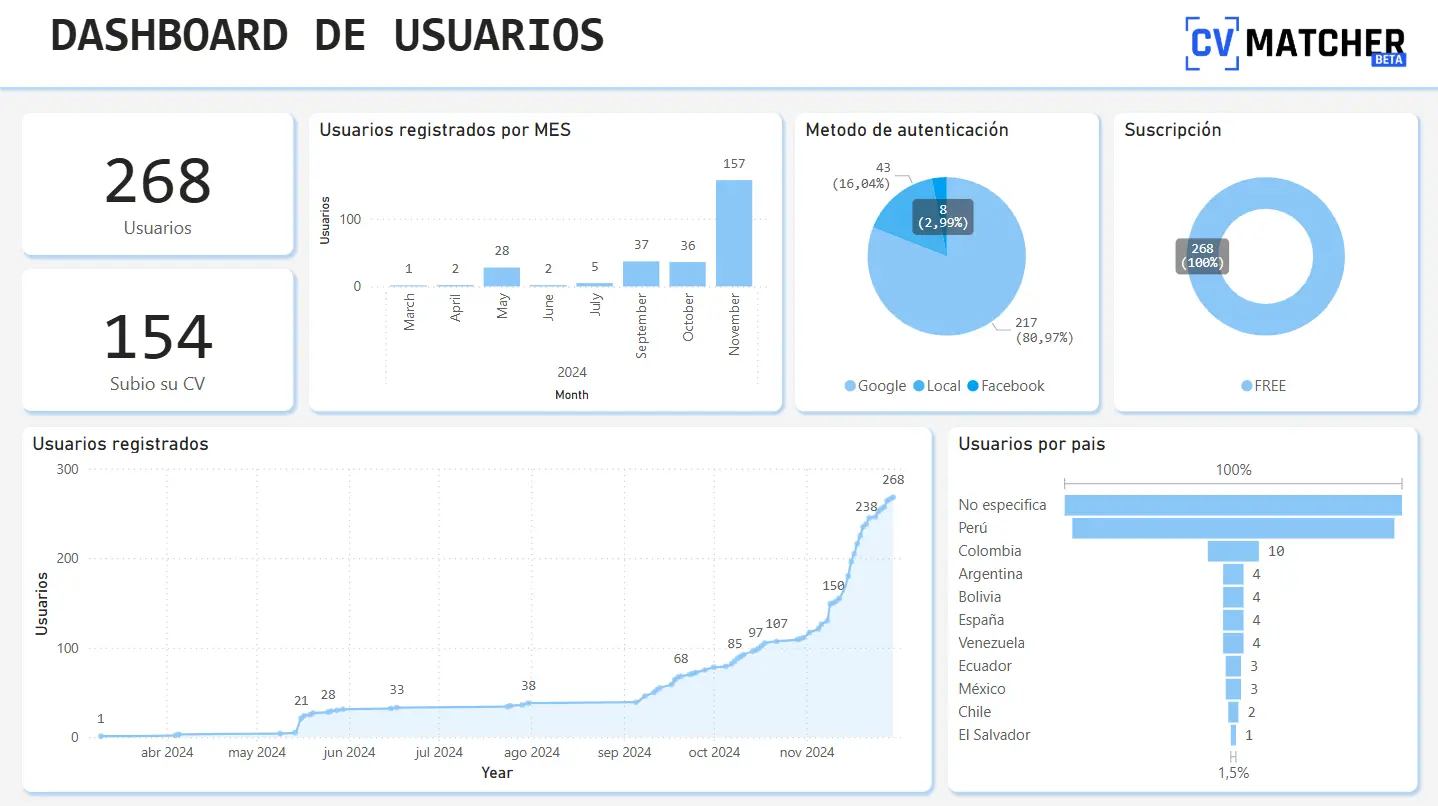 DASHBOARD DE USUARIOS
CV MATCHER
BETA
268
Usuarios
154
Subio su CV
Usuarios registrados por MES
Usuarios
100
0
1
2
28
2
5
37
36
157
March
April
May
June
July
September
October
November
2024
Month
Metodo de autenticación
43
(16,04%)
8
(2,99%)
217
(80,97%)
Google Local Facebook
Suscripción
268
(100%)
FREE
Usuarios registrados
Usuarios
300
200
100
0
1
21
28
33
38
68
85
97
107
150
238
268
abr 2024 may 2024 jun 2024 jul 2024 ago 2024 sep 2024 oct 2024 nov 2024
Year
Usuarios por pais
100%
No especifica
Perú
Colombia 10
Argentina 4
Bolivia 4
España 4
Venezuela 4
Ecuador 3
México 3
Chile 2
El Salvador 1
1,5%